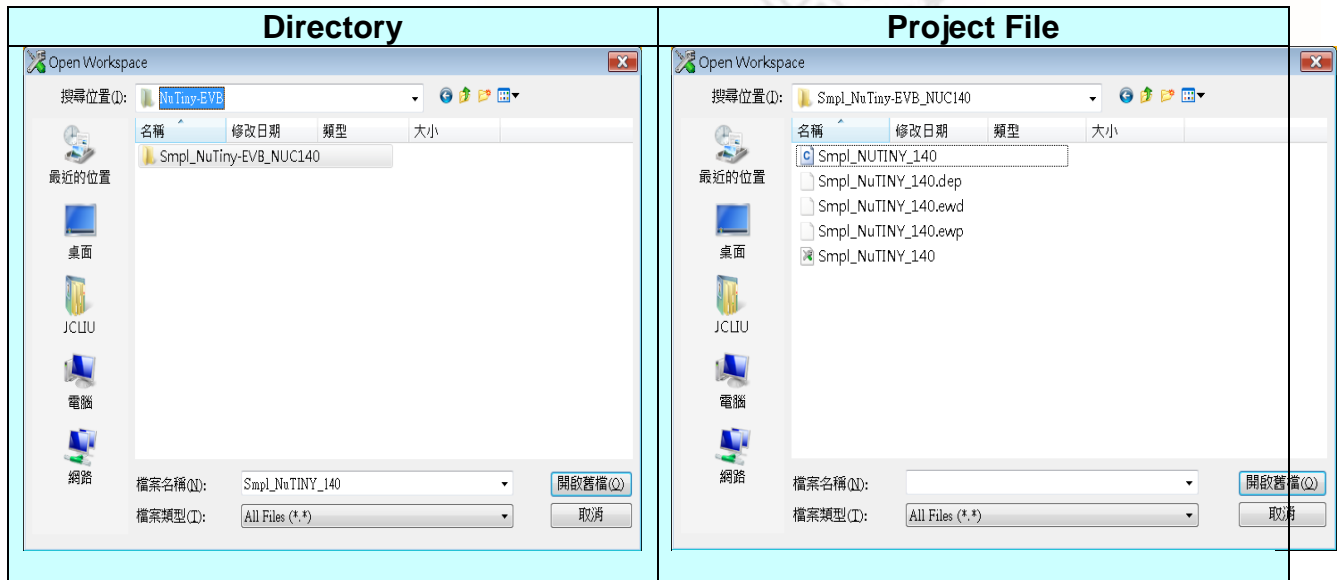 Directory
Project File
Open Workspace
搜尋位置(I): NuTiny-EVB
名稱 修改日期 類型 大小
Smpl_NuTiny-EVB_NUC140
最近的位置
桌面
JCLIU
電腦
網路
檔案名稱(N): Smpl_NuTINY_140 開啟舊檔(O)
檔案類型(T): All Files (*.*) 取消
Open Workspace
搜尋位置(I): Smpl_NuTiny-EVB_NUC140
名稱 修改日期 類型 大小
Smpl_NUTINY_140
Smpl_NuTINY_140.dep
Smpl_NuTINY_140.ewd
Smpl_NuTINY_140.ewp
Smpl_NuTINY_140
最近的位置
桌面
JCLIU
電腦
網路
檔案名稱(N): 開啟舊檔(O)
檔案類型(T): All Files (*.*) 取消